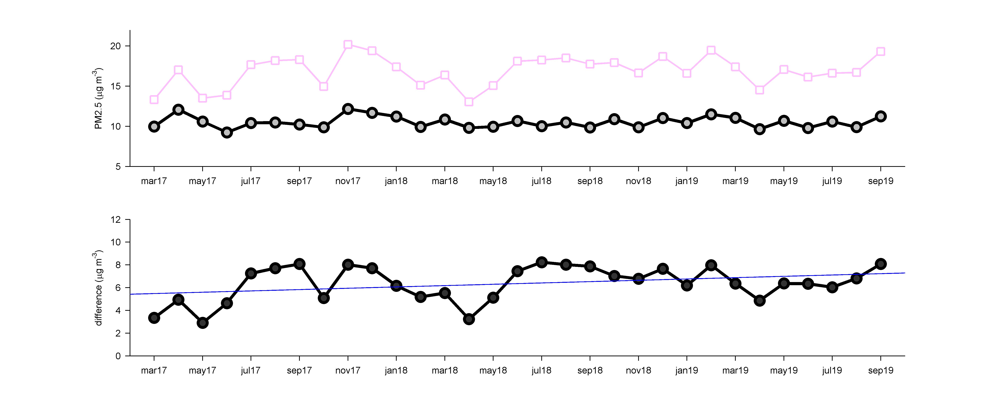 PM2.5 (μg m-3)
20
15
10
5
mar17 may17 jul17 sep17 nov17 jan18 mar18 may18 jul18 sep18 nov18 jan19 mar19 may19 jul19 sep19
difference (μg m-3)
12
10
8
6
4
2
0
mar17 may17 jul17 sep17 nov17 jan18 mar18 may18 jul18 sep18 nov18 jan19 mar19 may19 jul19 sep19